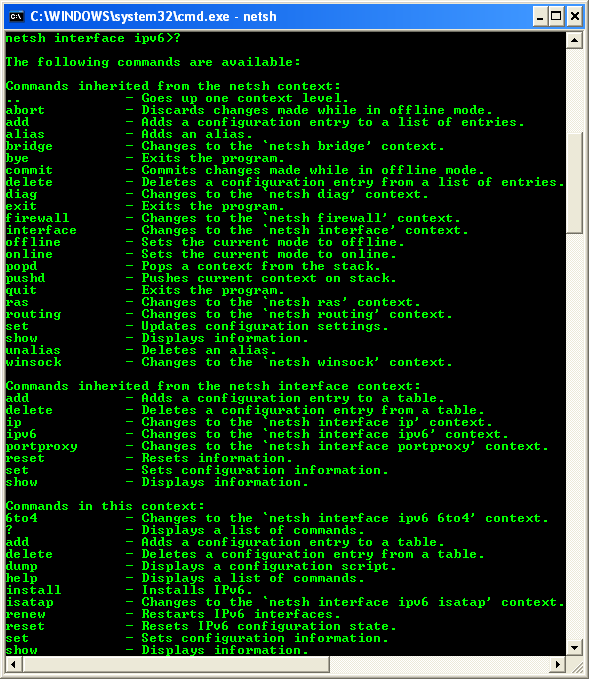 C:\WINDOWS\system32\cmd.exe - netsh
netsh interface ipv6>?
The following commands are available:
Commands inherited from the netsh context:
..             - Goes up one context level.
abort          - Discards changes made while in offline mode.
add            - Adds a configuration entry to a list of entries.
alias          - Adds an alias.
bridge         - Changes to the `netsh bridge' context.
bye            - Exits the program.
commit         - Commits changes made while in offline mode.
delete         - Deletes a configuration entry from a list of entries.
diag           - Changes to the `netsh diag' context.
exit           - Exits the program.
firewall       - Changes to the `netsh firewall' context.
interface      - Changes to the `netsh interface' context.
offline        - Sets the current mode to offline.
online         - Sets the current mode to online.
popd           - Pops a context from the stack.
pushd          - Pushes current context on stack.
quit           - Exits the program.
ras            - Changes to the `netsh ras' context.
routing        - Changes to the `netsh routing' context.
set            - Updates configuration settings.
show           - Displays information.
unalias        - Deletes an alias.
winsock        - Changes to the `netsh winsock' context.
Commands inherited from the netsh interface context:
add            - Adds a configuration entry to a table.
delete         - Deletes a configuration entry from a table.
ip             - Changes to the `netsh interface ip' context.
ipv6           - Changes to the `netsh interface ipv6' context.
portproxy      - Changes to the `netsh interface portproxy' context.
reset          - Resets information.
set            - Sets configuration information.
show           - Displays information.
Commands in this context:
6to4           - Changes to the `netsh interface ipv6 6to4' context.
?              - Displays a list of commands.
add            - Adds a configuration entry to a table.
delete         - Deletes a configuration entry from a table.
dump           - Displays a configuration script.
help           - Displays a list of commands.
install        - Installs IPv6.
isatap         - Changes to the `netsh interface ipv6 isatap' context.
renew          - Restarts IPv6 interfaces.
reset          - Resets IPv6 configuration state.
set            - Sets configuration information.
show           - Displays information.